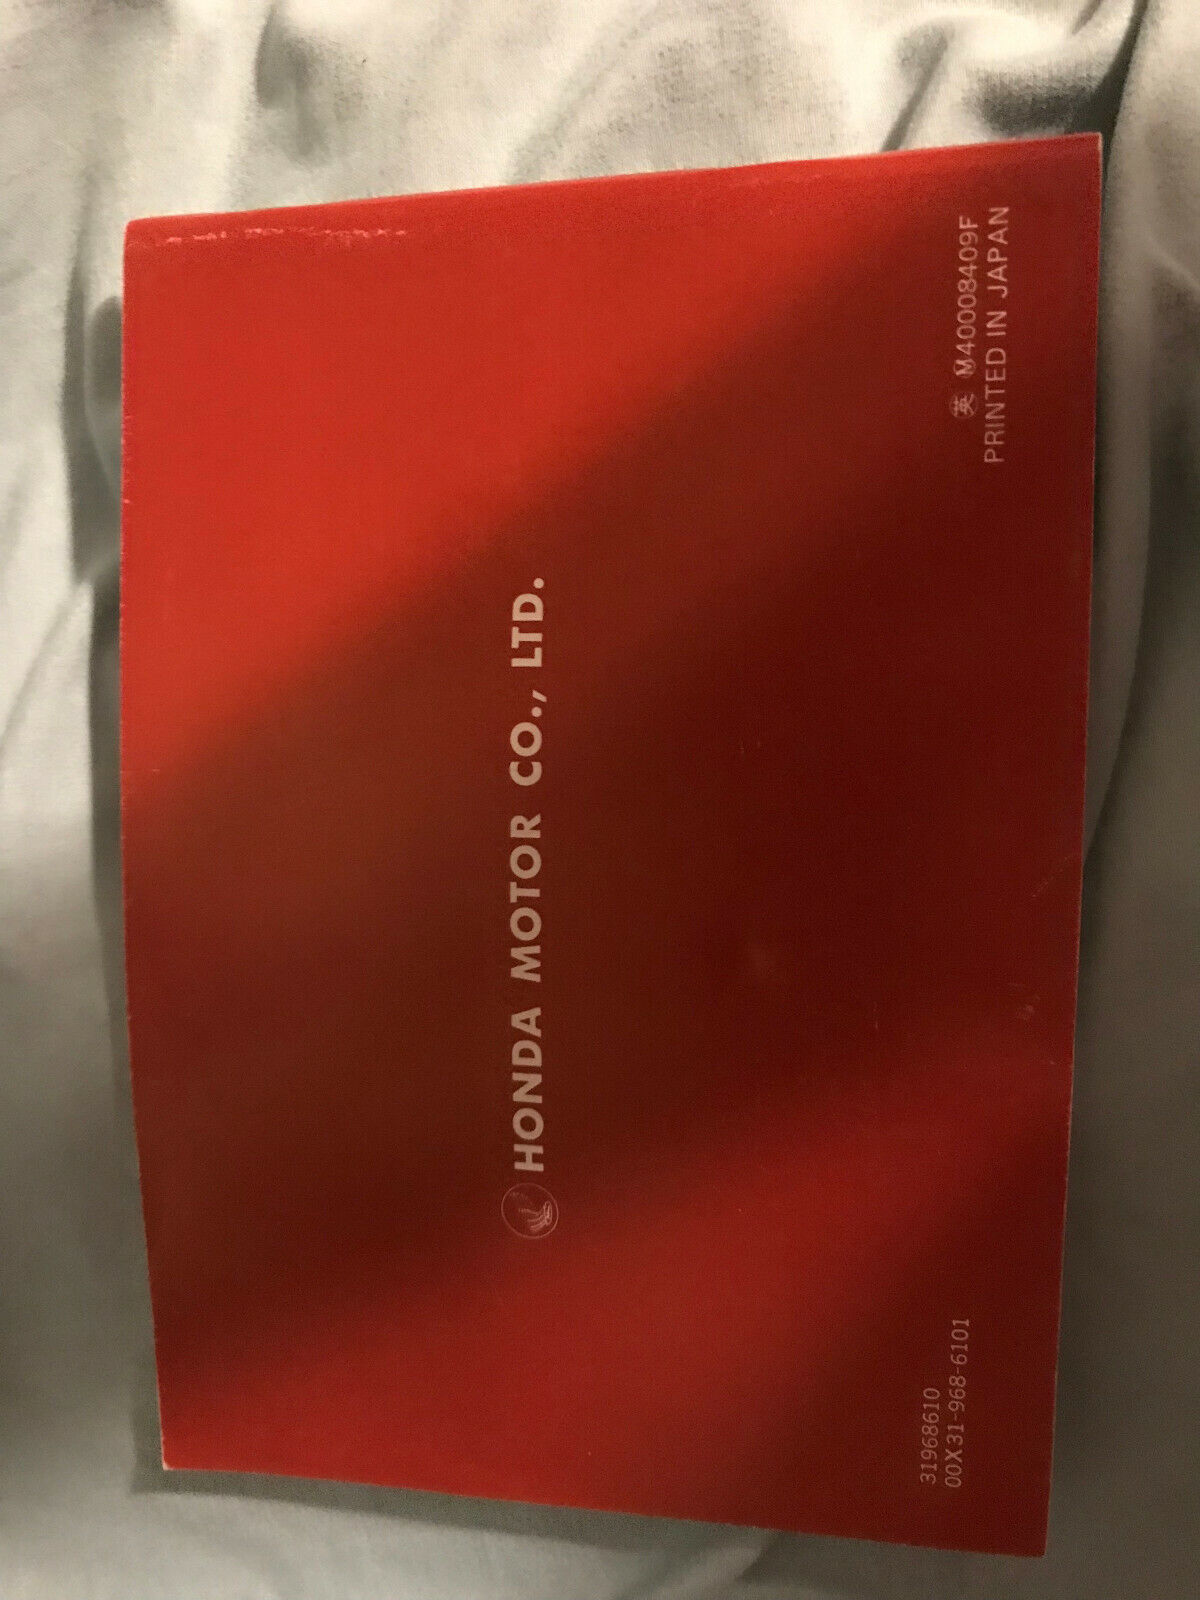 HONDA MOTOR CO., LTD.
31968610
00X31-968-6101
英 M40008409F
PRINTED IN JAPAN